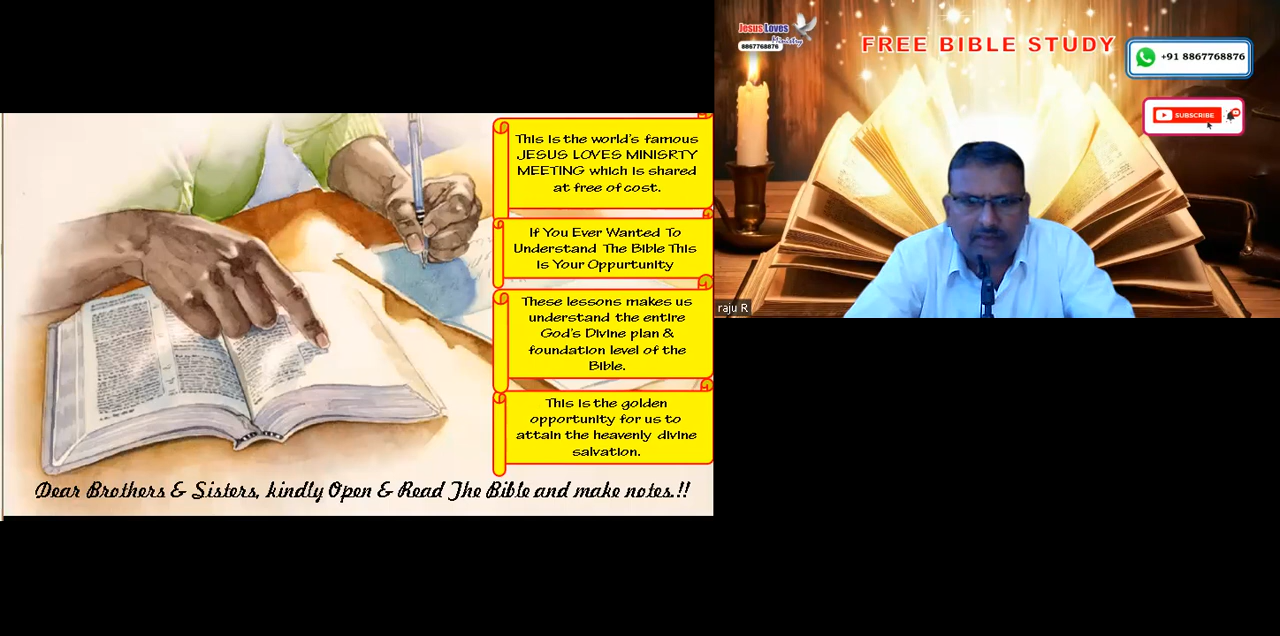 This is the world's famous
JESUS LOVES MINISRTY
MEETING which is shared
at free of cost.
If You Ever Wanted To
Understand The Bible This
is Your Oppurtunity
These lessons makes us
understand the entire
God's Divine plan &
foundation level of the
Bible.
This is the golden
opportunity for us to
attain the heavenly divine
salvation.
Dear Brothers & Sisters, kindly Open & Read The Bible and make notes.!!
Jesus Loves
Ministry
8867768876
FREE BIBLE STUDY
+91 8867768876
SUBSCRIBE
raju R